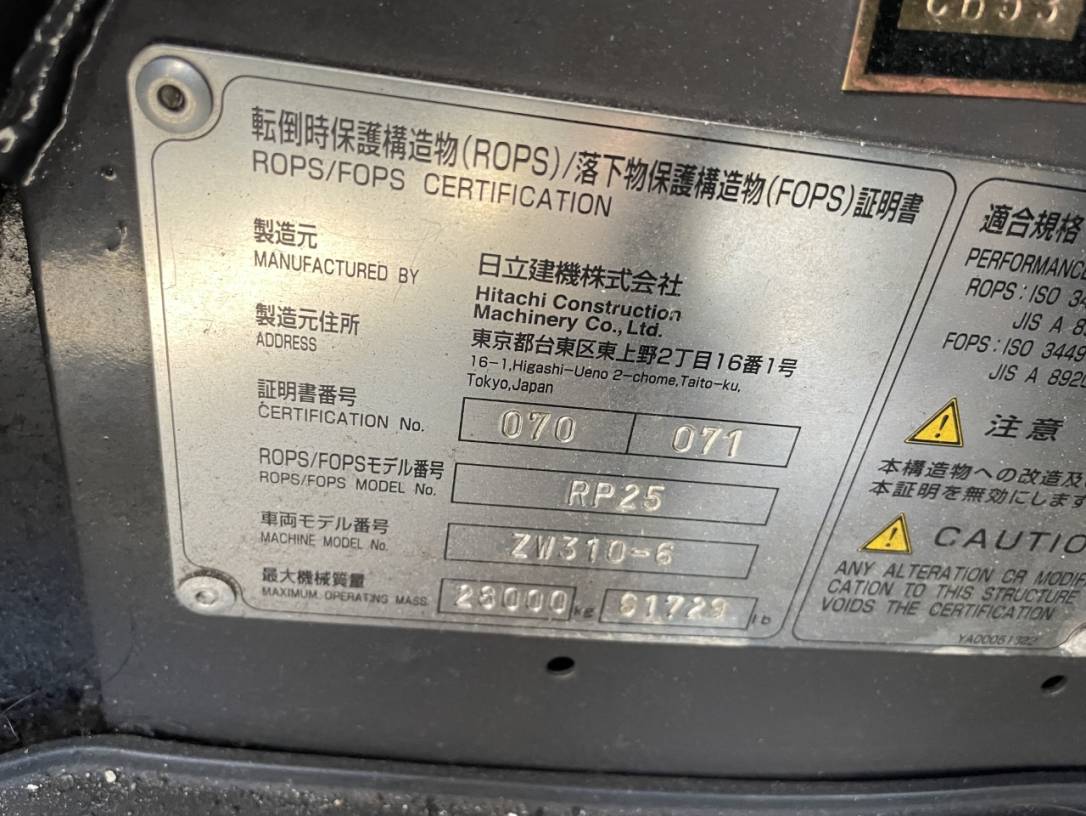 転倒時保護構造物(ROPS)/落下物保護構造物(FOPS)証明書
ROPS/FOPS CERTIFICATION
製造元
MANUFACTURED BY
日立建機株式会社
Hitachi Construction
Machinery Co., Ltd.
製造元住所
ADDRESS
東京都台東区東上野2丁目16番1号
16-1,Higashi-Ueno 2-chome,Taito-ku,
Tokyo,Japan
証明書番号
CERTIFICATION No.
070
071
ROPS/FOPSモデル番号
ROPS/FOPS MODEL No.
RP25
車両モデル番号
MACHINE MODEL No.
ZW310-6
最大機械質量
MAXIMUM OPERATING MASS
28000 kg
61729 lb
適合規格
PERFORMANC
ROPS : ISO 34
JIS A 8
FOPS : ISO 3449
JIS A 892
注意
本構造物への改造及
本証明を無効にします
CAUTIO
ANY ALTERATION OR MODIF
CATION TO THIS STRUCTURE
VOIDS THE CERTIFICATION